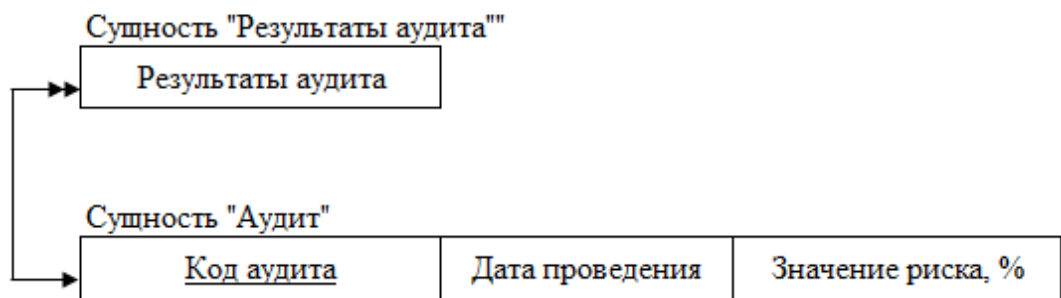 Сущность "Результаты аудита""
Результаты аудита
Сущность "Аудит"
Код аудита Дата проведения Значение риска, %